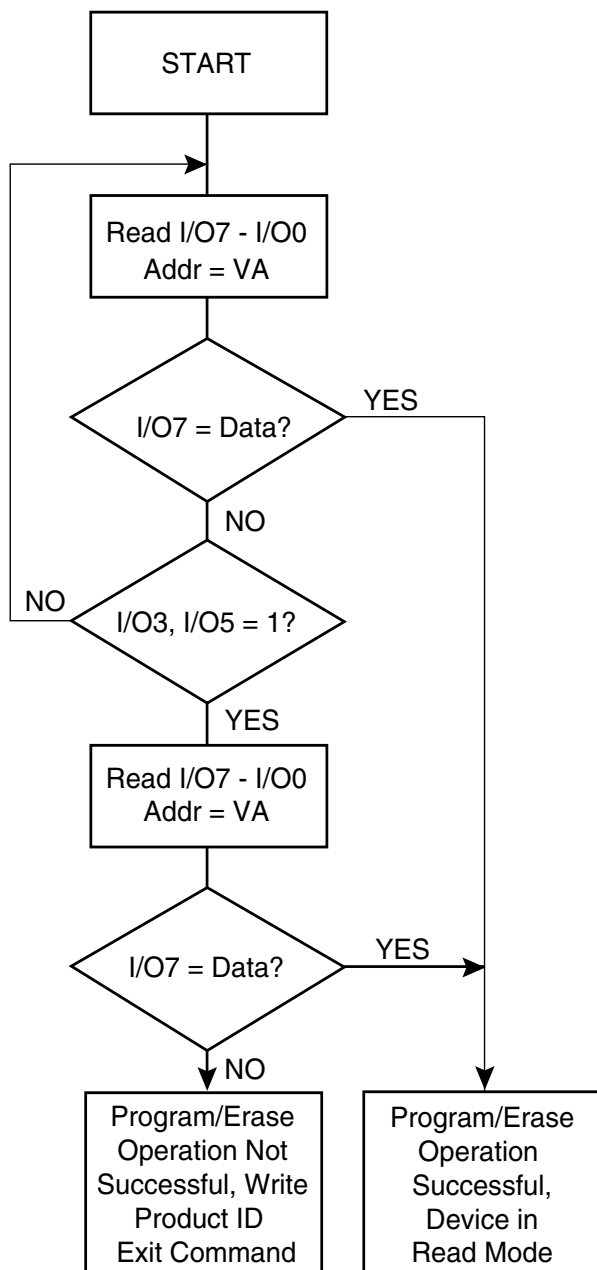 START
Read I/O7 - I/O0
Addr = VA
I/O7 = Data?
YES
NO
I/O3, I/O5 = 1?
NO
YES
Read I/O7 - I/O0
Addr = VA
I/O7 = Data?
YES
NO
Program/Erase
Operation Not
Successful, Write
Product ID
Exit Command
Program/Erase
Operation
Successful,
Device in
Read Mode